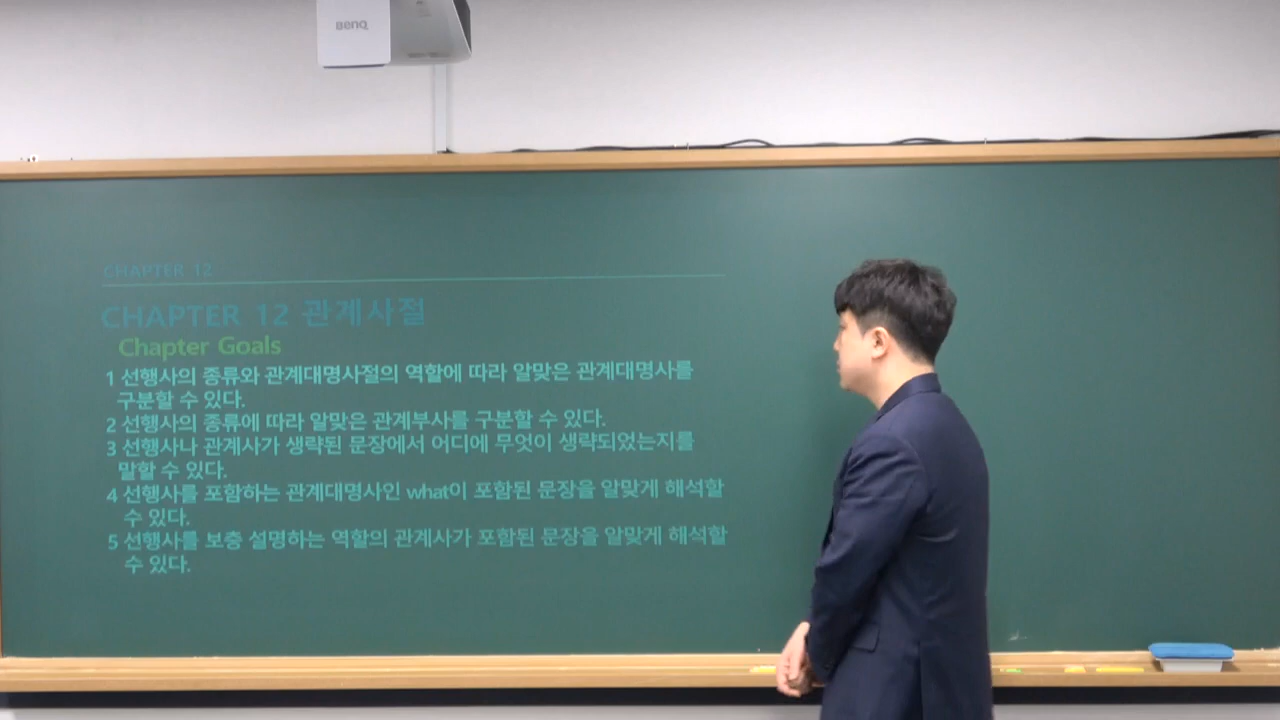 BenQ
CHAPTER 12
CHAPTER 12 관계사절
Chapter Goals
1 선행사의 종류와 관계대명사절의 역할에 따라 알맞은 관계대명사를
구분할 수 있다.
2 선행사의 종류에 따라 알맞은 관계부사를 구분할 수 있다.
3 선행사나 관계사가 생략된 문장에서 어디에 무엇이 생략되었는지를
말할 수 있다.
4 선행사를 포함하는 관계대명사인 what이 포함된 문장을 알맞게 해석할
수 있다.
5 선행사를 보충 설명하는 역할의 관계사가 포함된 문장을 알맞게 해석할
수 있다.